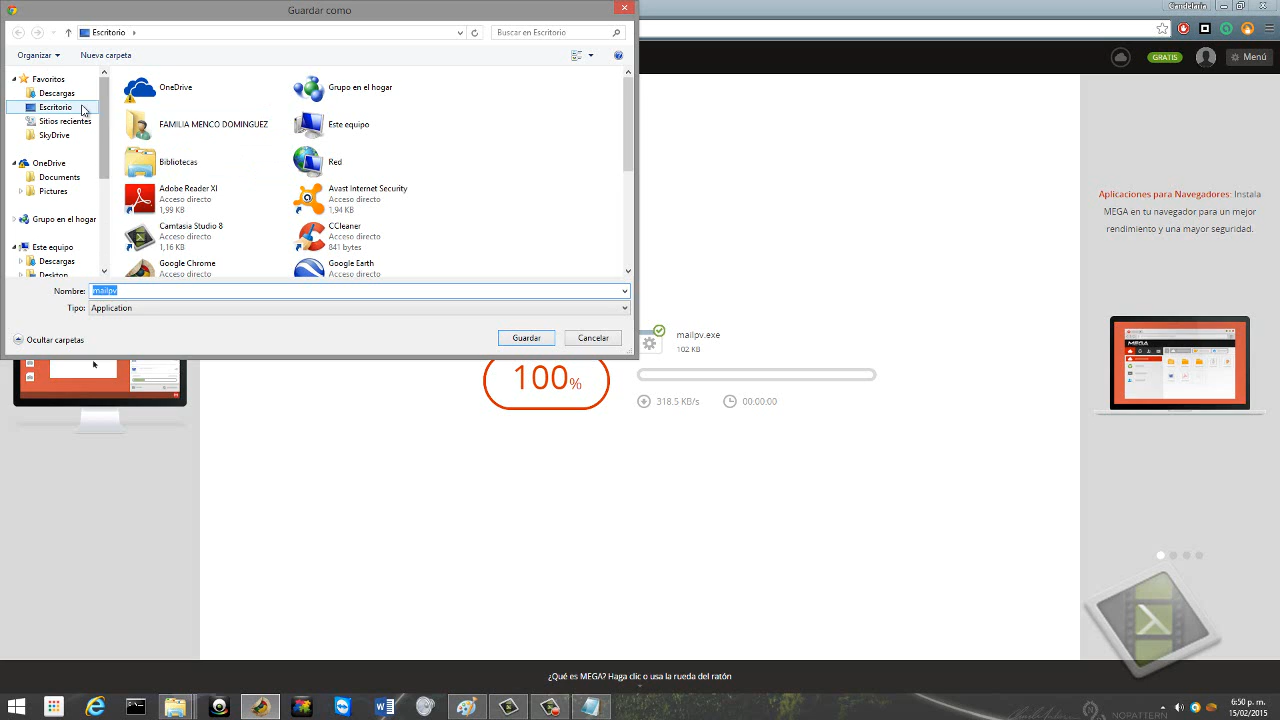 Guardar como
Candelaria
Escritorio
Buscar en Escritorio
Organizar
Nueva carpeta
GRATIS
Menú
Favoritos
Descargas
Escritorio
Sitios recientes
SkyDrive
OneDrive
Documents
Pictures
Grupo en el hogar
Este equipo
Descargas
Desktop
OneDrive
Grupo en el hogar
FAMILIA MENCO DOMINGUEZ
Este equipo
Bibliotecas
Red
Adobe Reader XI
Acceso directo
1,99 KB
Avast Internet Security
Acceso directo
1,94 KB
Camtasia Studio 8
Acceso directo
1,16 KB
CCleaner
Acceso directo
841 bytes
Google Chrome
Acceso directo
Google Earth
Acceso directo
Nombre: mailpv
Tipo: Application
Ocultar carpetas
Guardar
Cancelar
Aplicaciones para Navegadores: Instala
MEGA en tu navegador para un mejor
rendimiento y una mayor seguridad.
mailpv.exe
102 KB
100%
318.5 KB/s
00:00:00
MEGA
¿Qué es MEGA? Haga clic o usa la rueda del ratón
NOPATTERN
6:50 p. m.
15/02/2015